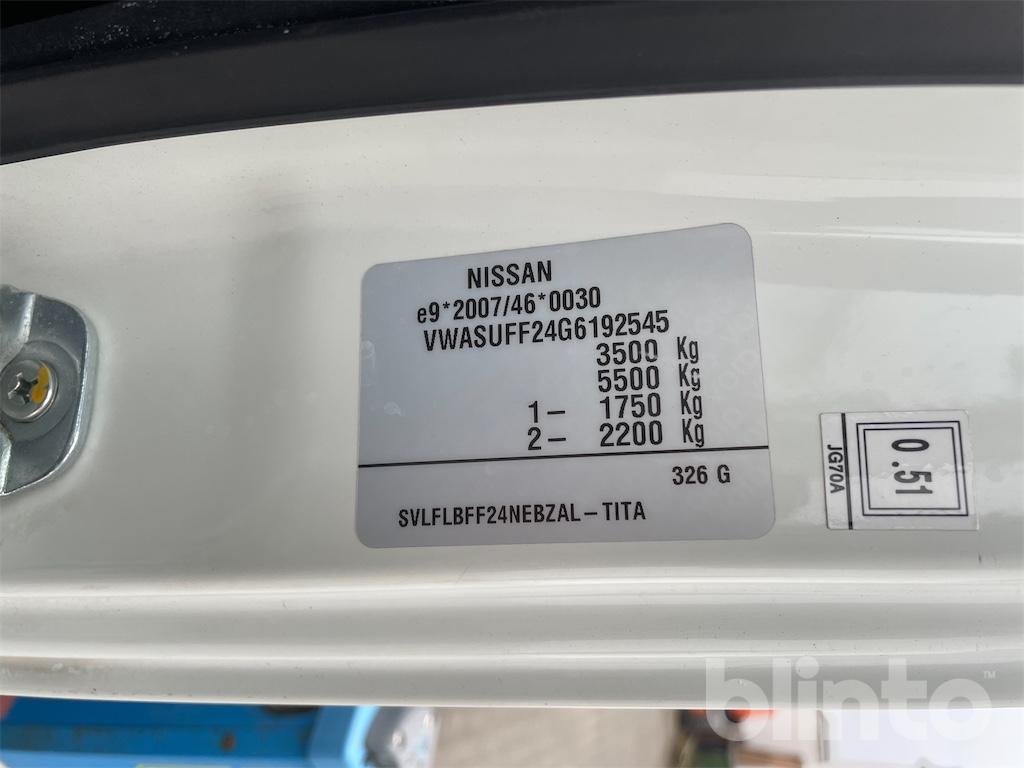 NISSAN
e9*2007/46*0030
VWASUFF24G6192545
3500 Kg
5500 Kg
1– 1750 Kg
2– 2200 Kg
326 G
SVLFLBFF24NEBZAL–TITA
0.51
JG70A
blinto™